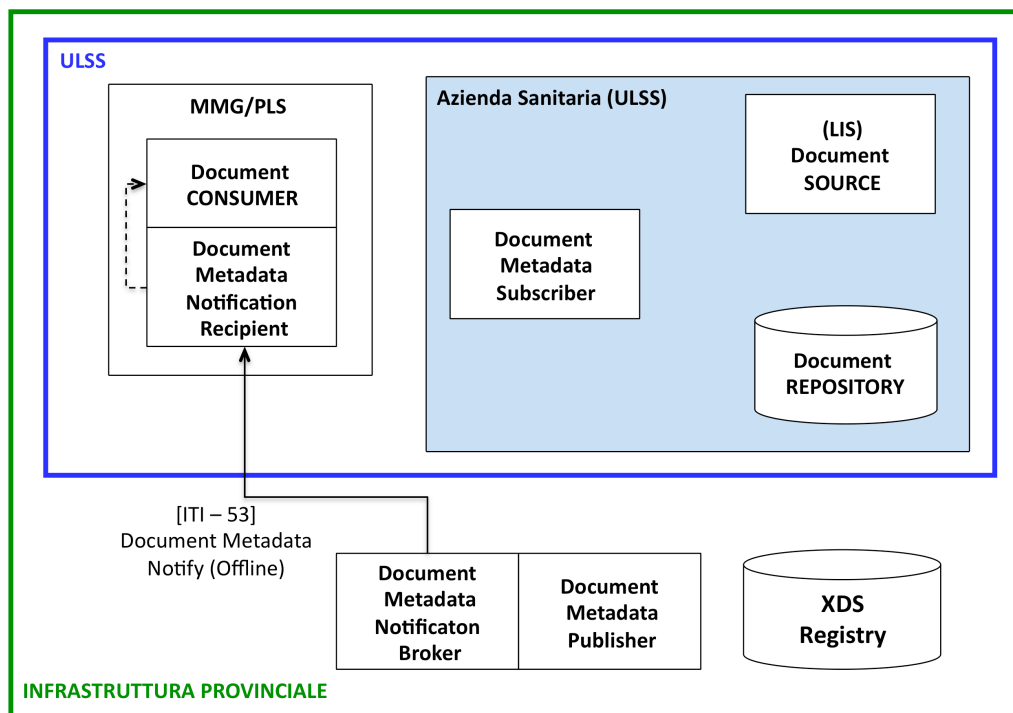 ULSS
MMG/PLS
Document
CONSUMER
Document
Metadata
Notification
Recipient
Azienda Sanitaria (ULSS)
(LIS)
Document
SOURCE
Document
Metadata
Subscriber
Document
REPOSITORY
[ITI – 53]
Document Metadata
Notify (Offline)
Document
Metadata
Notificaton
Broker
Document
Metadata
Publisher
XDS
Registry
INFRASTRUTTURA PROVINCIALE